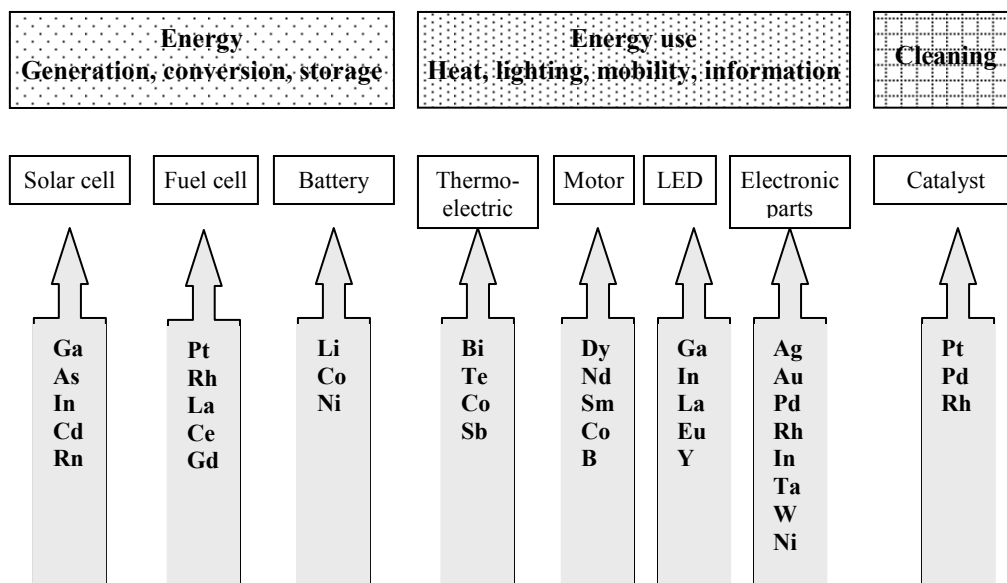 Energy
Generation, conversion, storage
Energy use
Heat, lighting, mobility, information
Cleaning
Solar cell
Fuel cell
Battery
Thermo-
electric
Motor
LED
Electronic
parts
Catalyst
Ga
As
In
Cd
Rn
Pt
Rh
La
Ce
Gd
Li
Co
Ni
Bi
Te
Co
Sb
Dy
Nd
Sm
Co
B
Ga
In
La
Eu
Y
Ag
Au
Pd
Rh
In
Ta
W
Ni
Pt
Pd
Rh